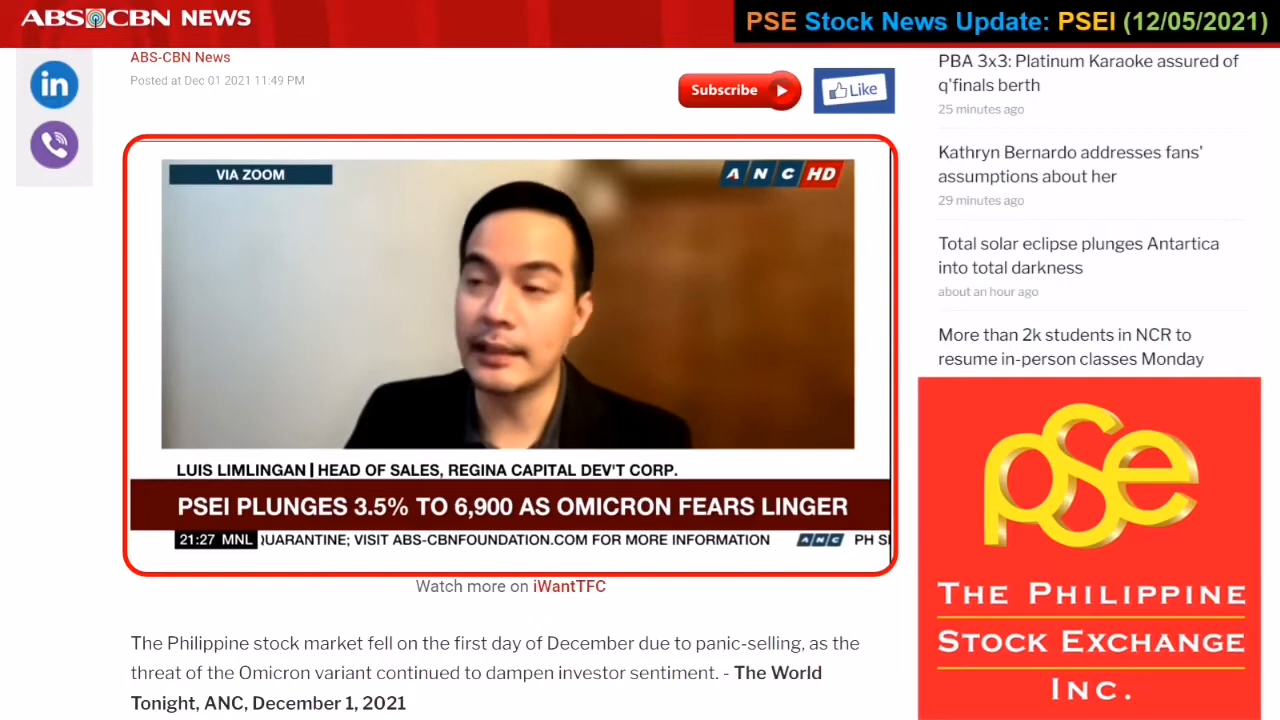 ABS-CBN NEWS
PSE Stock News Update: PSEI (12/05/2021)
ABS-CBN News
Posted at Dec 01 2021 11:49 PM
Subscribe
Like
in
VIA ZOOM
ANC HD
LUIS LIMLINGAN | HEAD OF SALES, REGINA CAPITAL DEV'T CORP.
PSEI PLUNGES 3.5% TO 6,900 AS OMICRON FEARS LINGER
21:27 MNL UARANTINE; VISIT ABS-CBNFOUNDATION.COM FOR MORE INFORMATION ANC PH
Watch more on iWantTFC
The Philippine stock market fell on the first day of December due to panic-selling, as the
threat of the Omicron variant continued to dampen investor sentiment. - The World
Tonight, ANC, December 1, 2021
PBA 3x3: Platinum Karaoke assured of
q'finals berth
25 minutes ago
Kathryn Bernardo addresses fans'
assumptions about her
29 minutes ago
Total solar eclipse plunges Antartica
into total darkness
about an hour ago
More than 2k students in NCR to
resume in-person classes Monday
pse
THE PHILIPPINE
STOCK EXCHANGE
INC.